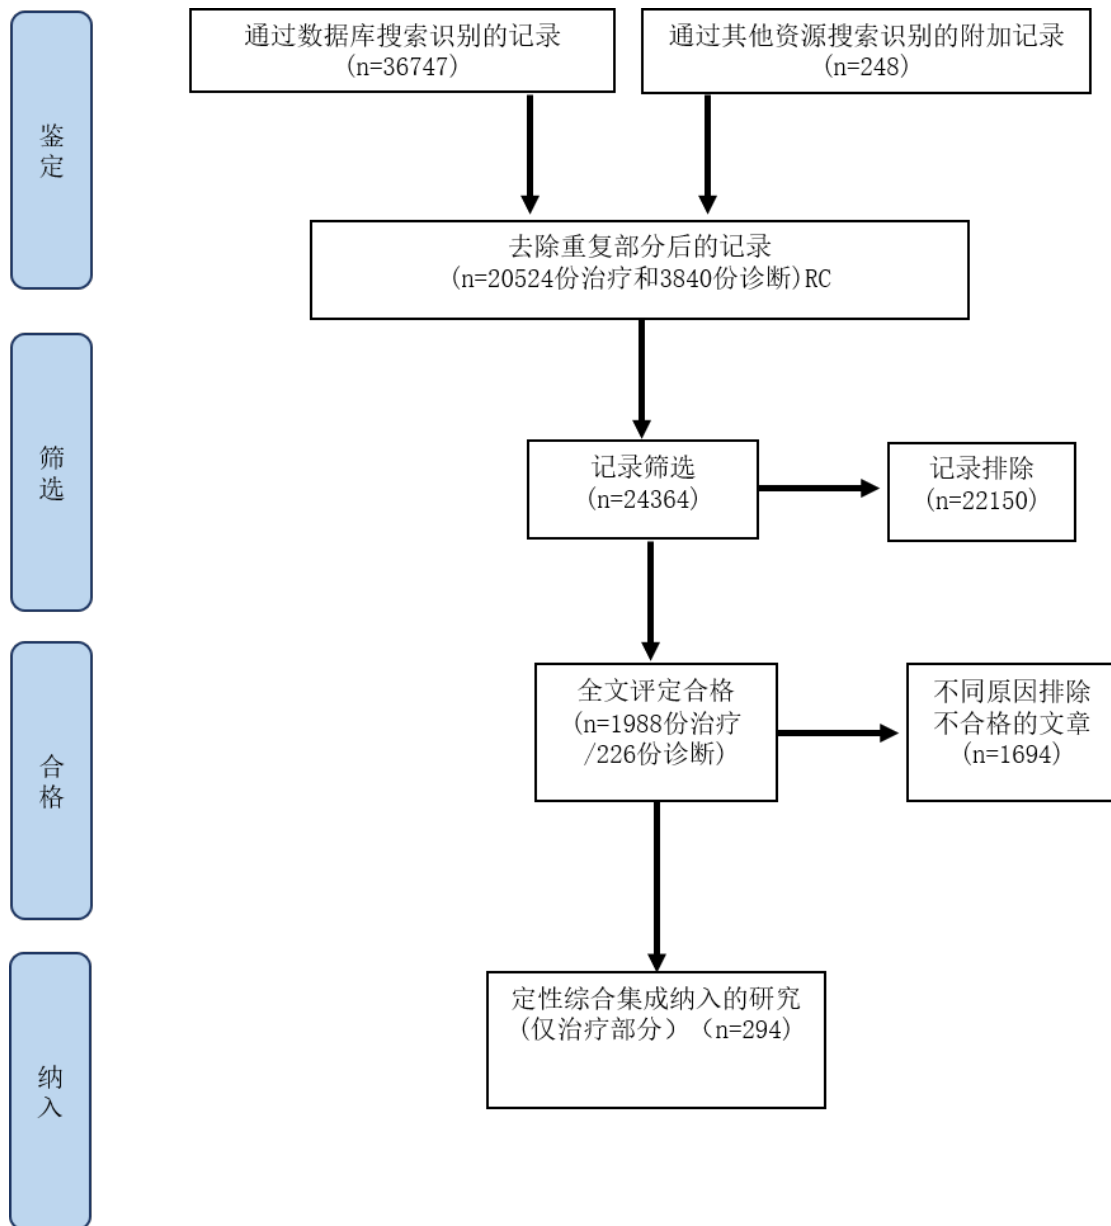 鉴
定
通过数据库搜索识别的记录
(n=36747)
通过其他资源搜索识别的附加记录
(n=248)
去除重复部分后的记录
(n=20524份治疗和3840份诊断)RC
筛
选
记录筛选
(n=24364)
记录排除
(n=22150)
合
格
全文评定合格
(n=1988份治疗
/226份诊断)
不同原因排除
不合格的文章
(n=1694)
纳
入
定性综合集成纳入的研究
(仅治疗部分）（n=294)